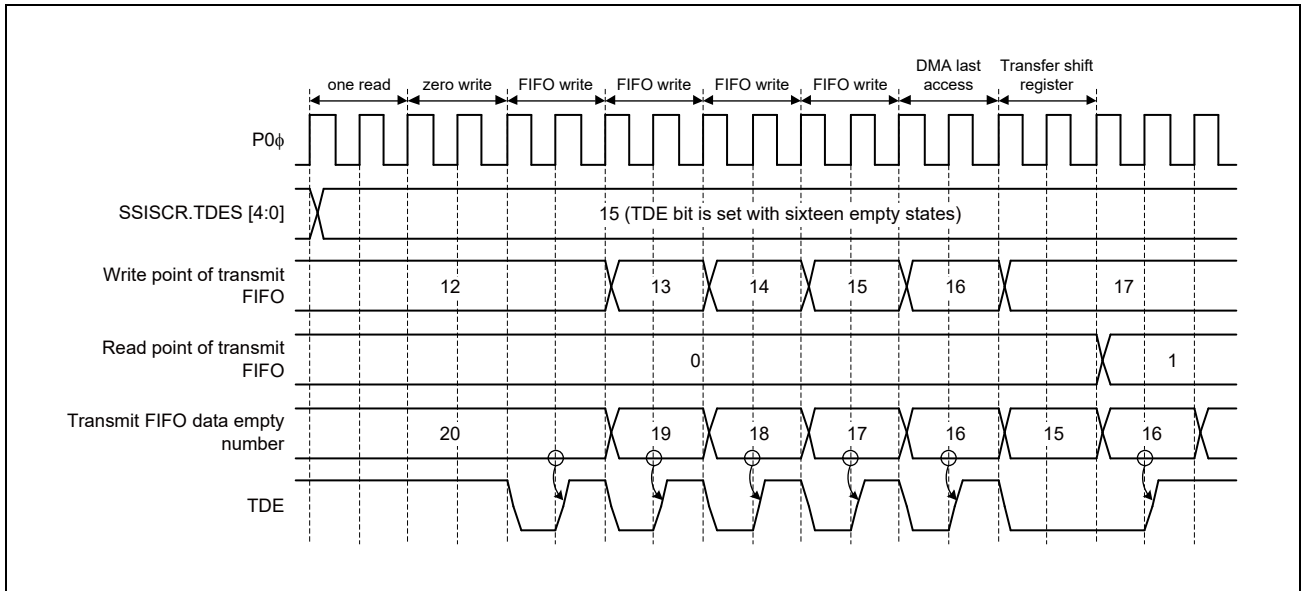 DMA last access
Transfer shift register
one read
zero write
FIFO write
FIFO write
FIFO write
FIFO write
P0ϕ
SSISCR.TDES [4:0]
15 (TDE bit is set with sixteen empty states)
Write point of transmit
FIFO
12
13
14
15
16
17
Read point of transmit
FIFO
0
1
Transmit FIFO data empty
number
20
19
18
17
16
15
16
TDE